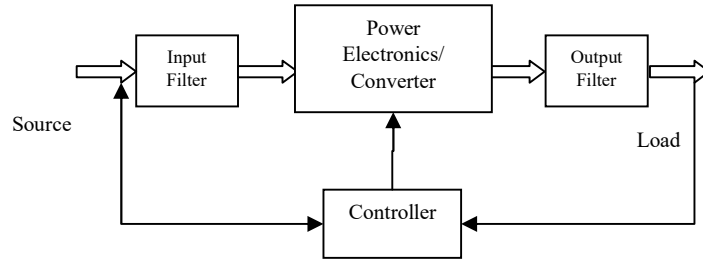 Power
Electronics/
Converter
Input
Filter
Output
Filter
Source
Load
Controller